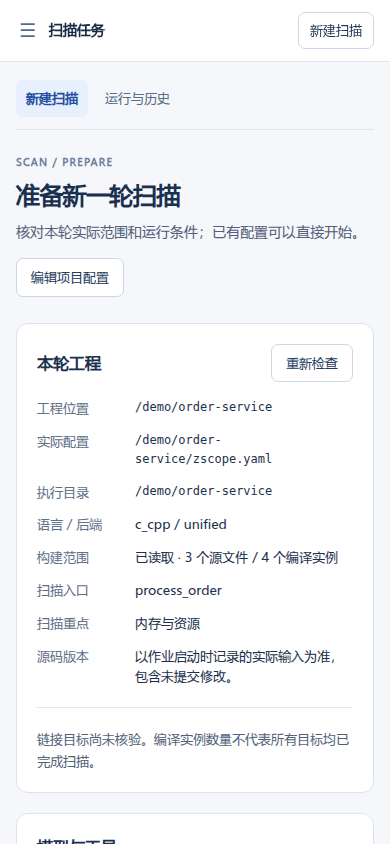 ☰ 扫描任务 新建扫描
新建扫描 运行与历史
SCAN / PREPARE
准备新一轮扫描
核对本轮实际范围和运行条件；已有配置可以直接开始。
编辑项目配置
本轮工程 重新检查
工程位置 /demo/order-service
实际配置 /demo/order-
service/zscope.yaml
执行目录 /demo/order-service
语言 / 后端 c_cpp / unified
构建范围 已读取 · 3 个源文件 / 4 个编译实例
扫描入口 process_order
扫描重点 内存与资源
源码版本 以作业启动时记录的实际输入为准，
包含未提交修改。
链接目标尚未核验。编译实例数量不代表所有目标均已
完成扫描。